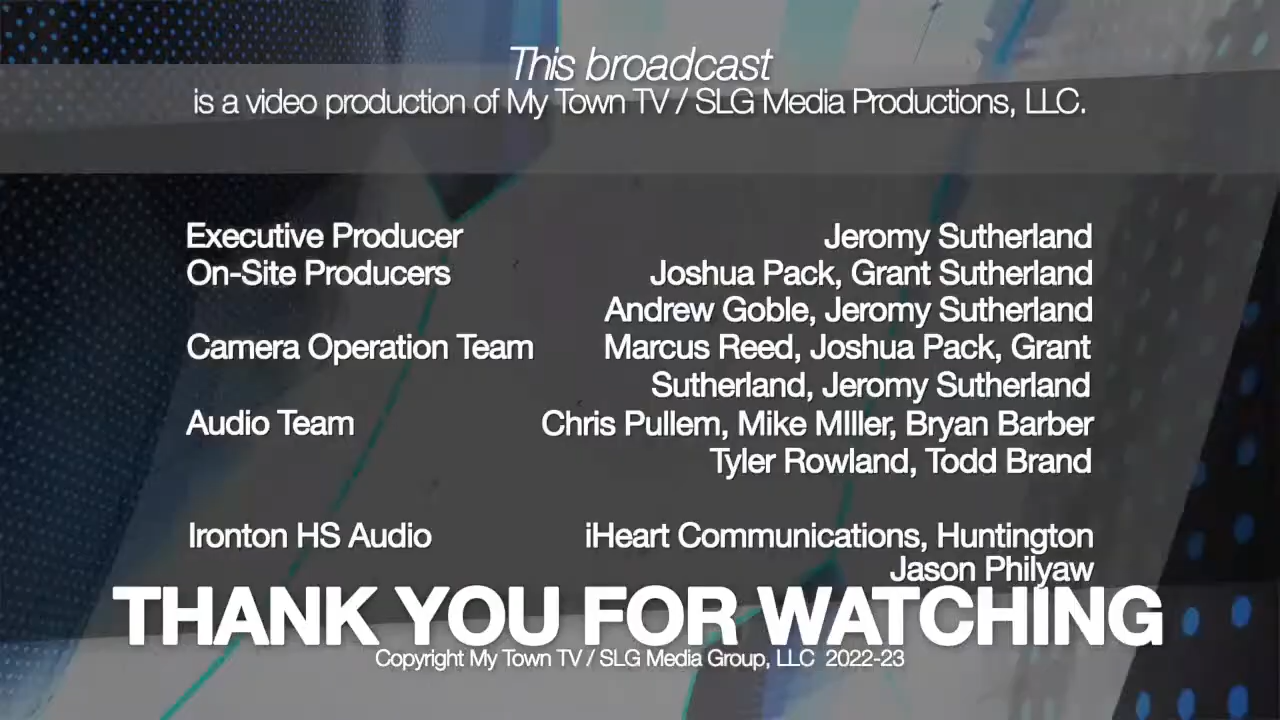 This broadcast
is a video production of My Town TV / SLG Media Productions, LLC.
Executive Producer Jeromy Sutherland
On-Site Producers Joshua Pack, Grant Sutherland
Andrew Goble, Jeromy Sutherland
Camera Operation Team Marcus Reed, Joshua Pack, Grant
Sutherland, Jeromy Sutherland
Audio Team Chris Pullem, Mike MIller, Bryan Barber
Tyler Rowland, Todd Brand
Ironton HS Audio iHeart Communications, Huntington
Jason Philyaw
THANK YOU FOR WATCHING
Copyright My Town TV / SLG Media Group, LLC 2022-23